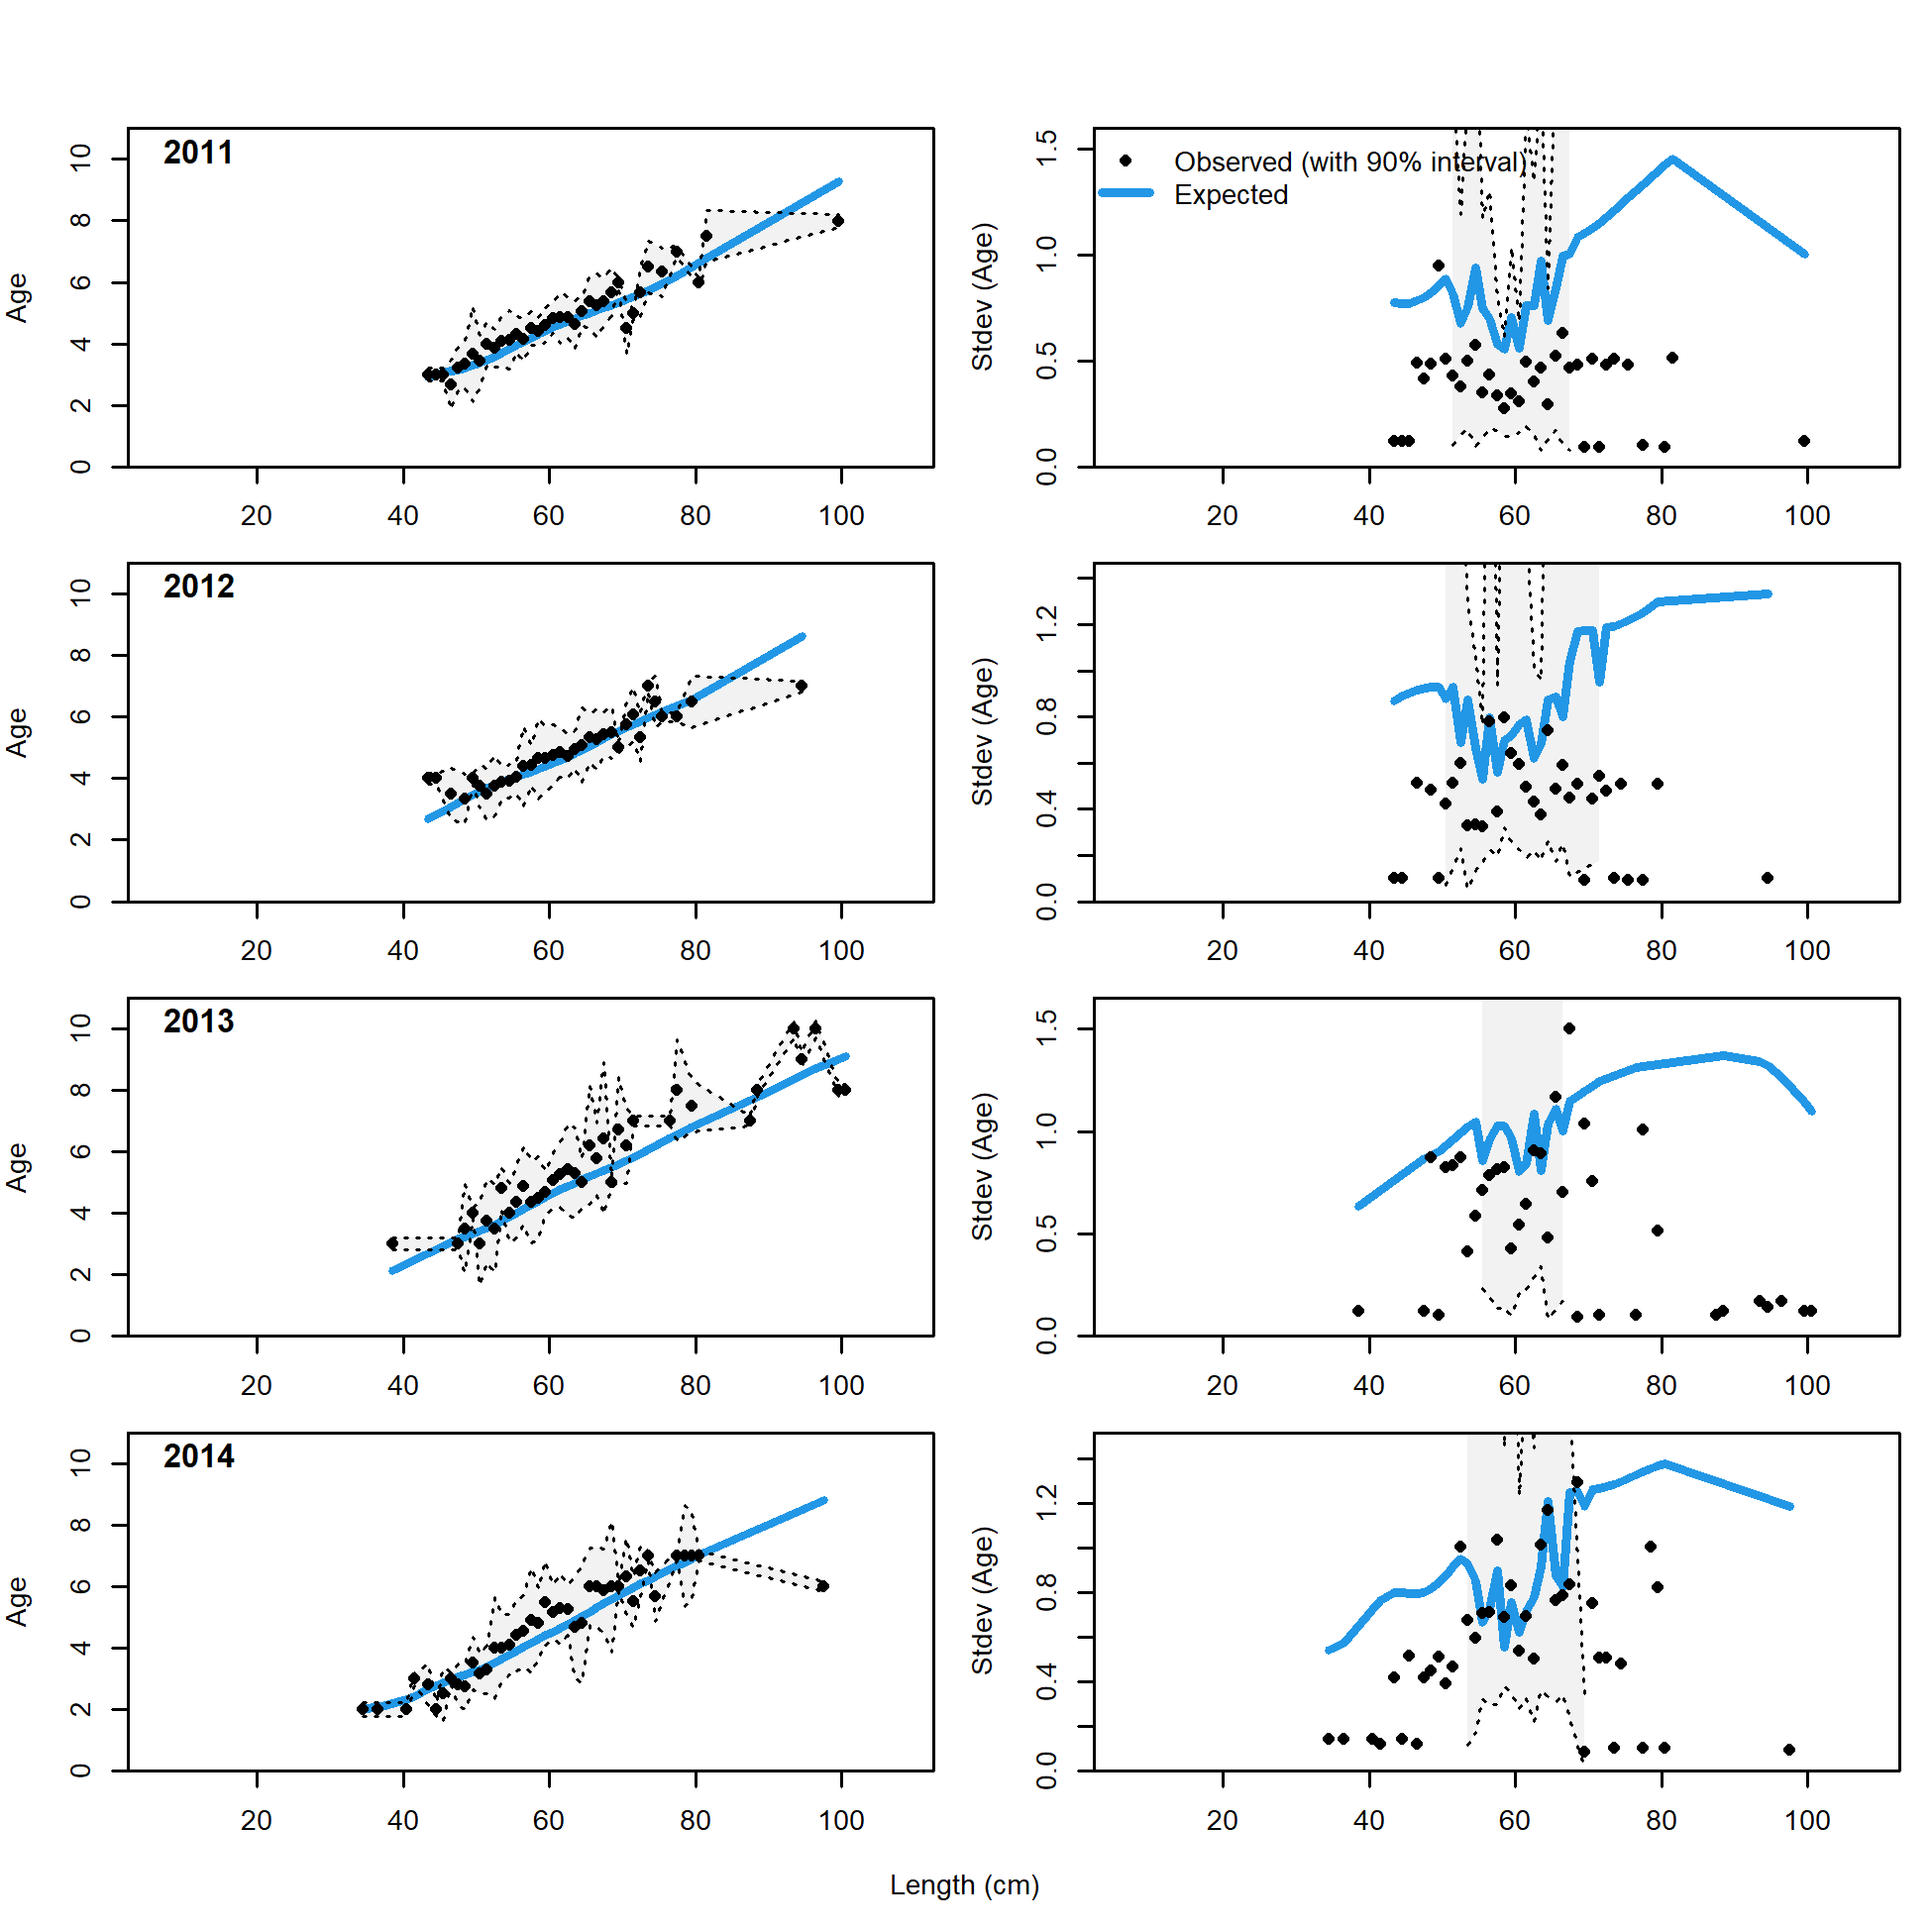 2011
Age
0 2 4 6 8 10
20 40 60 80 100
Observed (with 90% interval)
Expected
Stdev (Age)
0.0 0.5 1.0 1.5
20 40 60 80 100
2012
Age
0 2 4 6 8 10
20 40 60 80 100
Stdev (Age)
0.0 0.4 0.8 1.2
20 40 60 80 100
2013
Age
0 2 4 6 8 10
20 40 60 80 100
Stdev (Age)
0.0 0.5 1.0 1.5
20 40 60 80 100
2014
Age
0 2 4 6 8 10
20 40 60 80 100
Stdev (Age)
0.0 0.4 0.8 1.2
20 40 60 80 100
Length (cm)